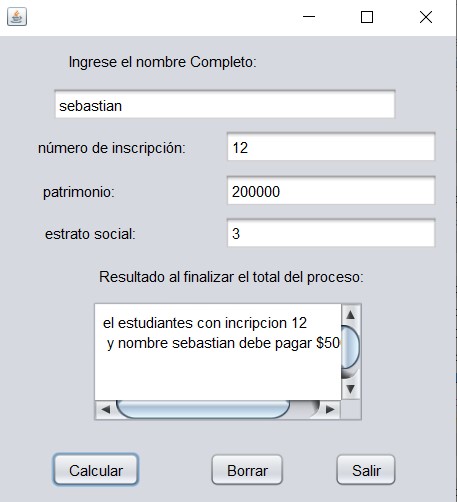 Ingrese el nombre Completo:
sebastian
número de inscripción:
12
patrimonio:
200000
estrato social:
3
Resultado al finalizar el total del proceso:
el estudiantes con incripcion 12
y nombre sebastian debe pagar $50
Calcular
Borrar
Salir